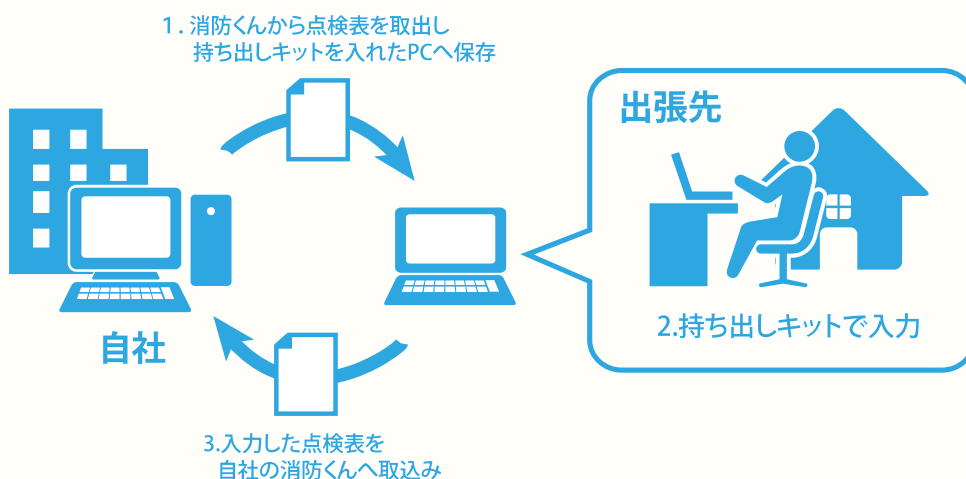 1.消防くんから点検表を取出し
持ち出しキットを入れたPCへ保存
出張先
2.持ち出しキットで入力
自社
3.入力した点検表を
自社の消防くんへ取込み